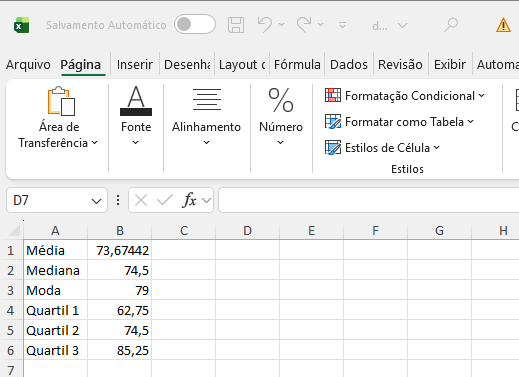 Salvamento Automático d...
Arquivo Página Inserir Desenha Layout d Fórmula Dados Revisão Exibir Automa
Área de Transferência Fonte Alinhamento Número
Formatação Condicional
Formatar como Tabela
Estilos de Célula
C
Estilos
D7 fx
A B C D E F G H
1 Média 73,67442
2 Mediana 74,5
3 Moda 79
4 Quartil 1 62,75
5 Quartil 2 74,5
6 Quartil 3 85,25
7